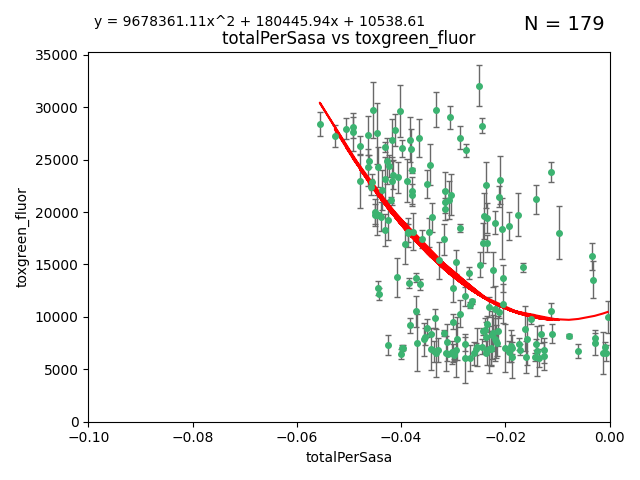 y = 9678361.11x^2 + 180445.94x + 10538.61
N = 179
totalPerSasa vs toxgreen_fluor
35000
30000
25000
20000
15000
10000
5000
0
toxgreen_fluor
−0.10
−0.08
−0.06
−0.04
−0.02
0.00
totalPerSasa